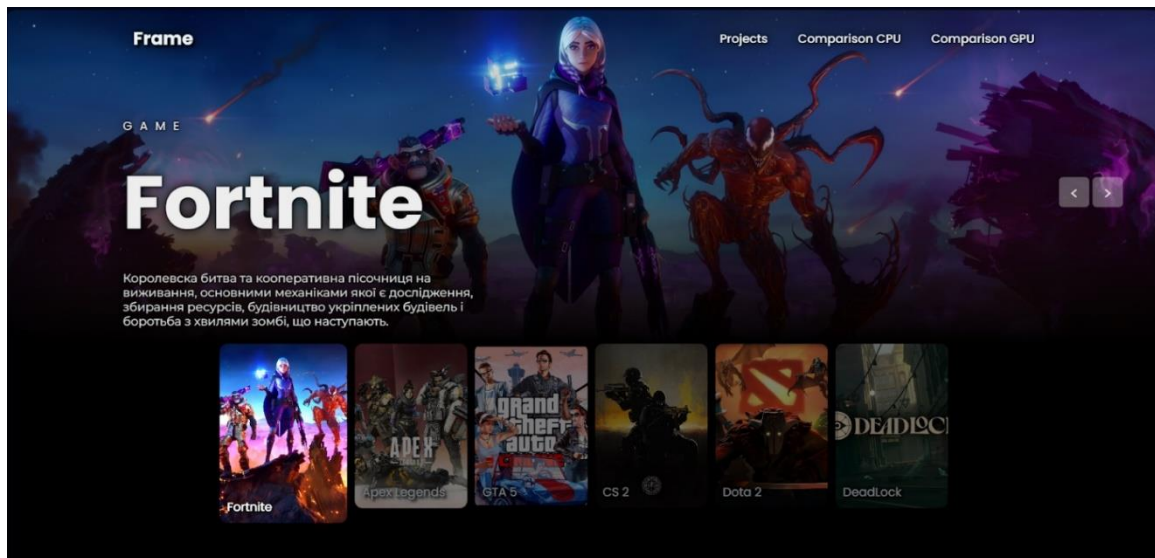 Frame
Projects
Comparison CPU
Comparison GPU
GAME
Fortnite
Королевска битва та кооперативна пісочниця на
виживання, основними механіками якої є дослідження,
збирання ресурсів, будівництво укріплених будівель і
боротьба з хвилями зомбі, що наступають.
<
>
Fortnite
APEX
Apex Legends
grand
theft
auto
GTA 5
CS 2
Dota 2
DEADLOC
DeadLock